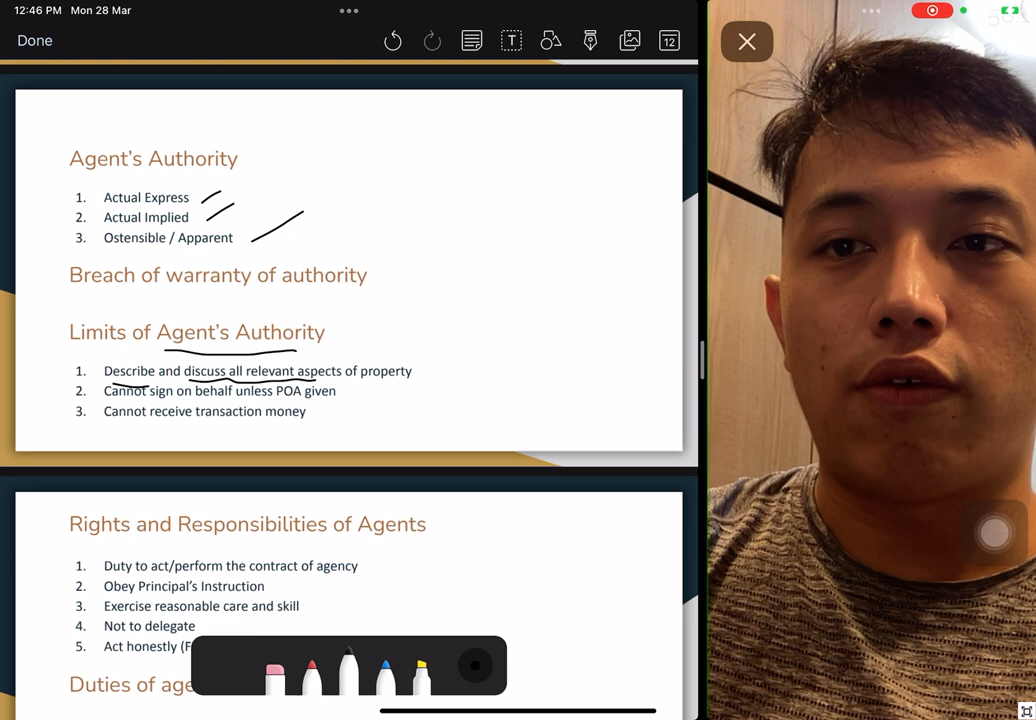 12:46 PM Mon 28 Mar
Done
T
12
Agent's Authority
1. Actual Express
2. Actual Implied
3. Ostensible / Apparent
Breach of warranty of authority
Limits of Agent's Authority
1. Describe and discuss all relevant aspects of property
2. Cannot sign on behalf unless POA given
3. Cannot receive transaction money
Rights and Responsibilities of Agents
1. Duty to act/perform the contract of agency
2. Obey Principal's Instruction
3. Exercise reasonable care and skill
4. Not to delegate
5. Act honestly (F
Duties of age